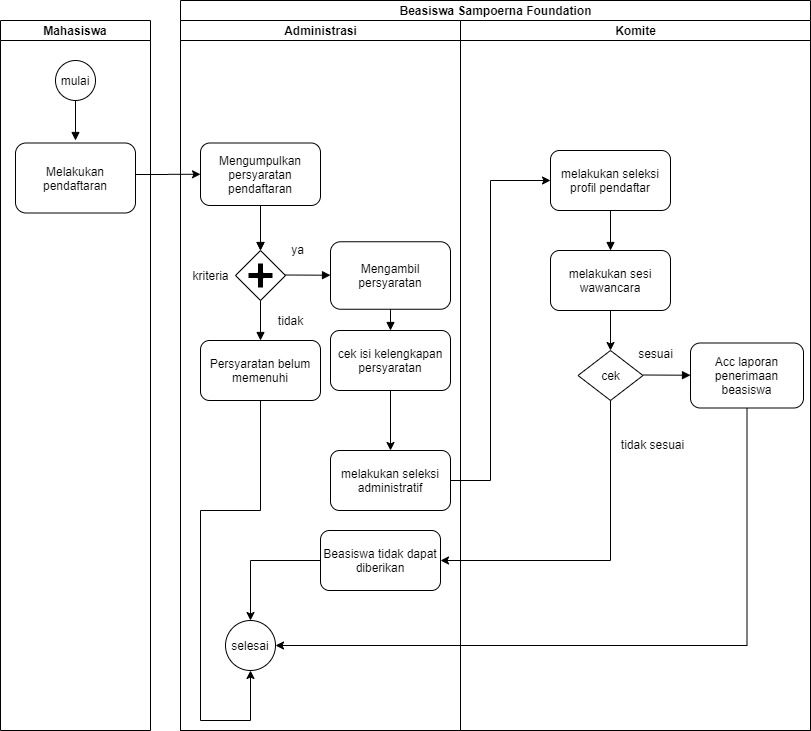 Beasiswa Sampoerna Foundation
Mahasiswa
Administrasi
Komite
mulai
Melakukan
pendaftaran
Mengumpulkan
persyaratan
pendaftaran
kriteria
ya
tidak
Mengambil
persyaratan
Persyaratan belum
memenuhi
cek isi kelengkapan
persyaratan
melakukan seleksi
administratif
melakukan seleksi
profil pendaftar
melakukan sesi
wawancara
cek
sesuai
Acc laporan
penerimaan
beasiswa
tidak sesuai
Beasiswa tidak dapat
diberikan
selesai